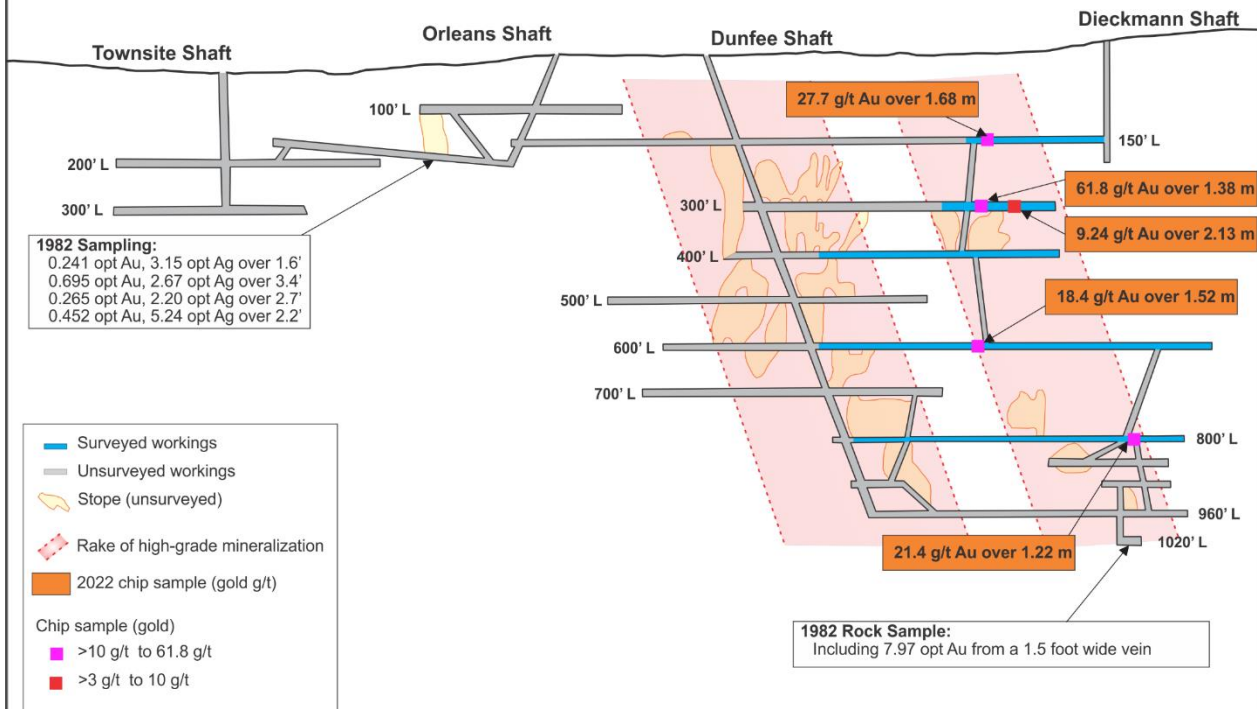 Townsite Shaft
Orleans Shaft
Dunfee Shaft
Dieckmann Shaft
100' L
27.7 g/t Au over 1.68 m
150' L
200' L
300' L
61.8 g/t Au over 1.38 m
300' L
9.24 g/t Au over 2.13 m
1982 Sampling:
0.241 opt Au, 3.15 opt Ag over 1.6'
0.695 opt Au, 2.67 opt Ag over 3.4'
0.265 opt Au, 2.20 opt Ag over 2.7'
0.452 opt Au, 5.24 opt Ag over 2.2'
400' L
500' L
18.4 g/t Au over 1.52 m
600' L
700' L
800' L
960' L
1020' L
21.4 g/t Au over 1.22 m
1982 Rock Sample:
Including 7.97 opt Au from a 1.5 foot wide vein
Surveyed workings
Unsurveyed workings
Stope (unsurveyed)
Rake of high-grade mineralization
2022 chip sample (gold g/t)
Chip sample (gold)
>10 g/t to 61.8 g/t
>3 g/t to 10 g/t